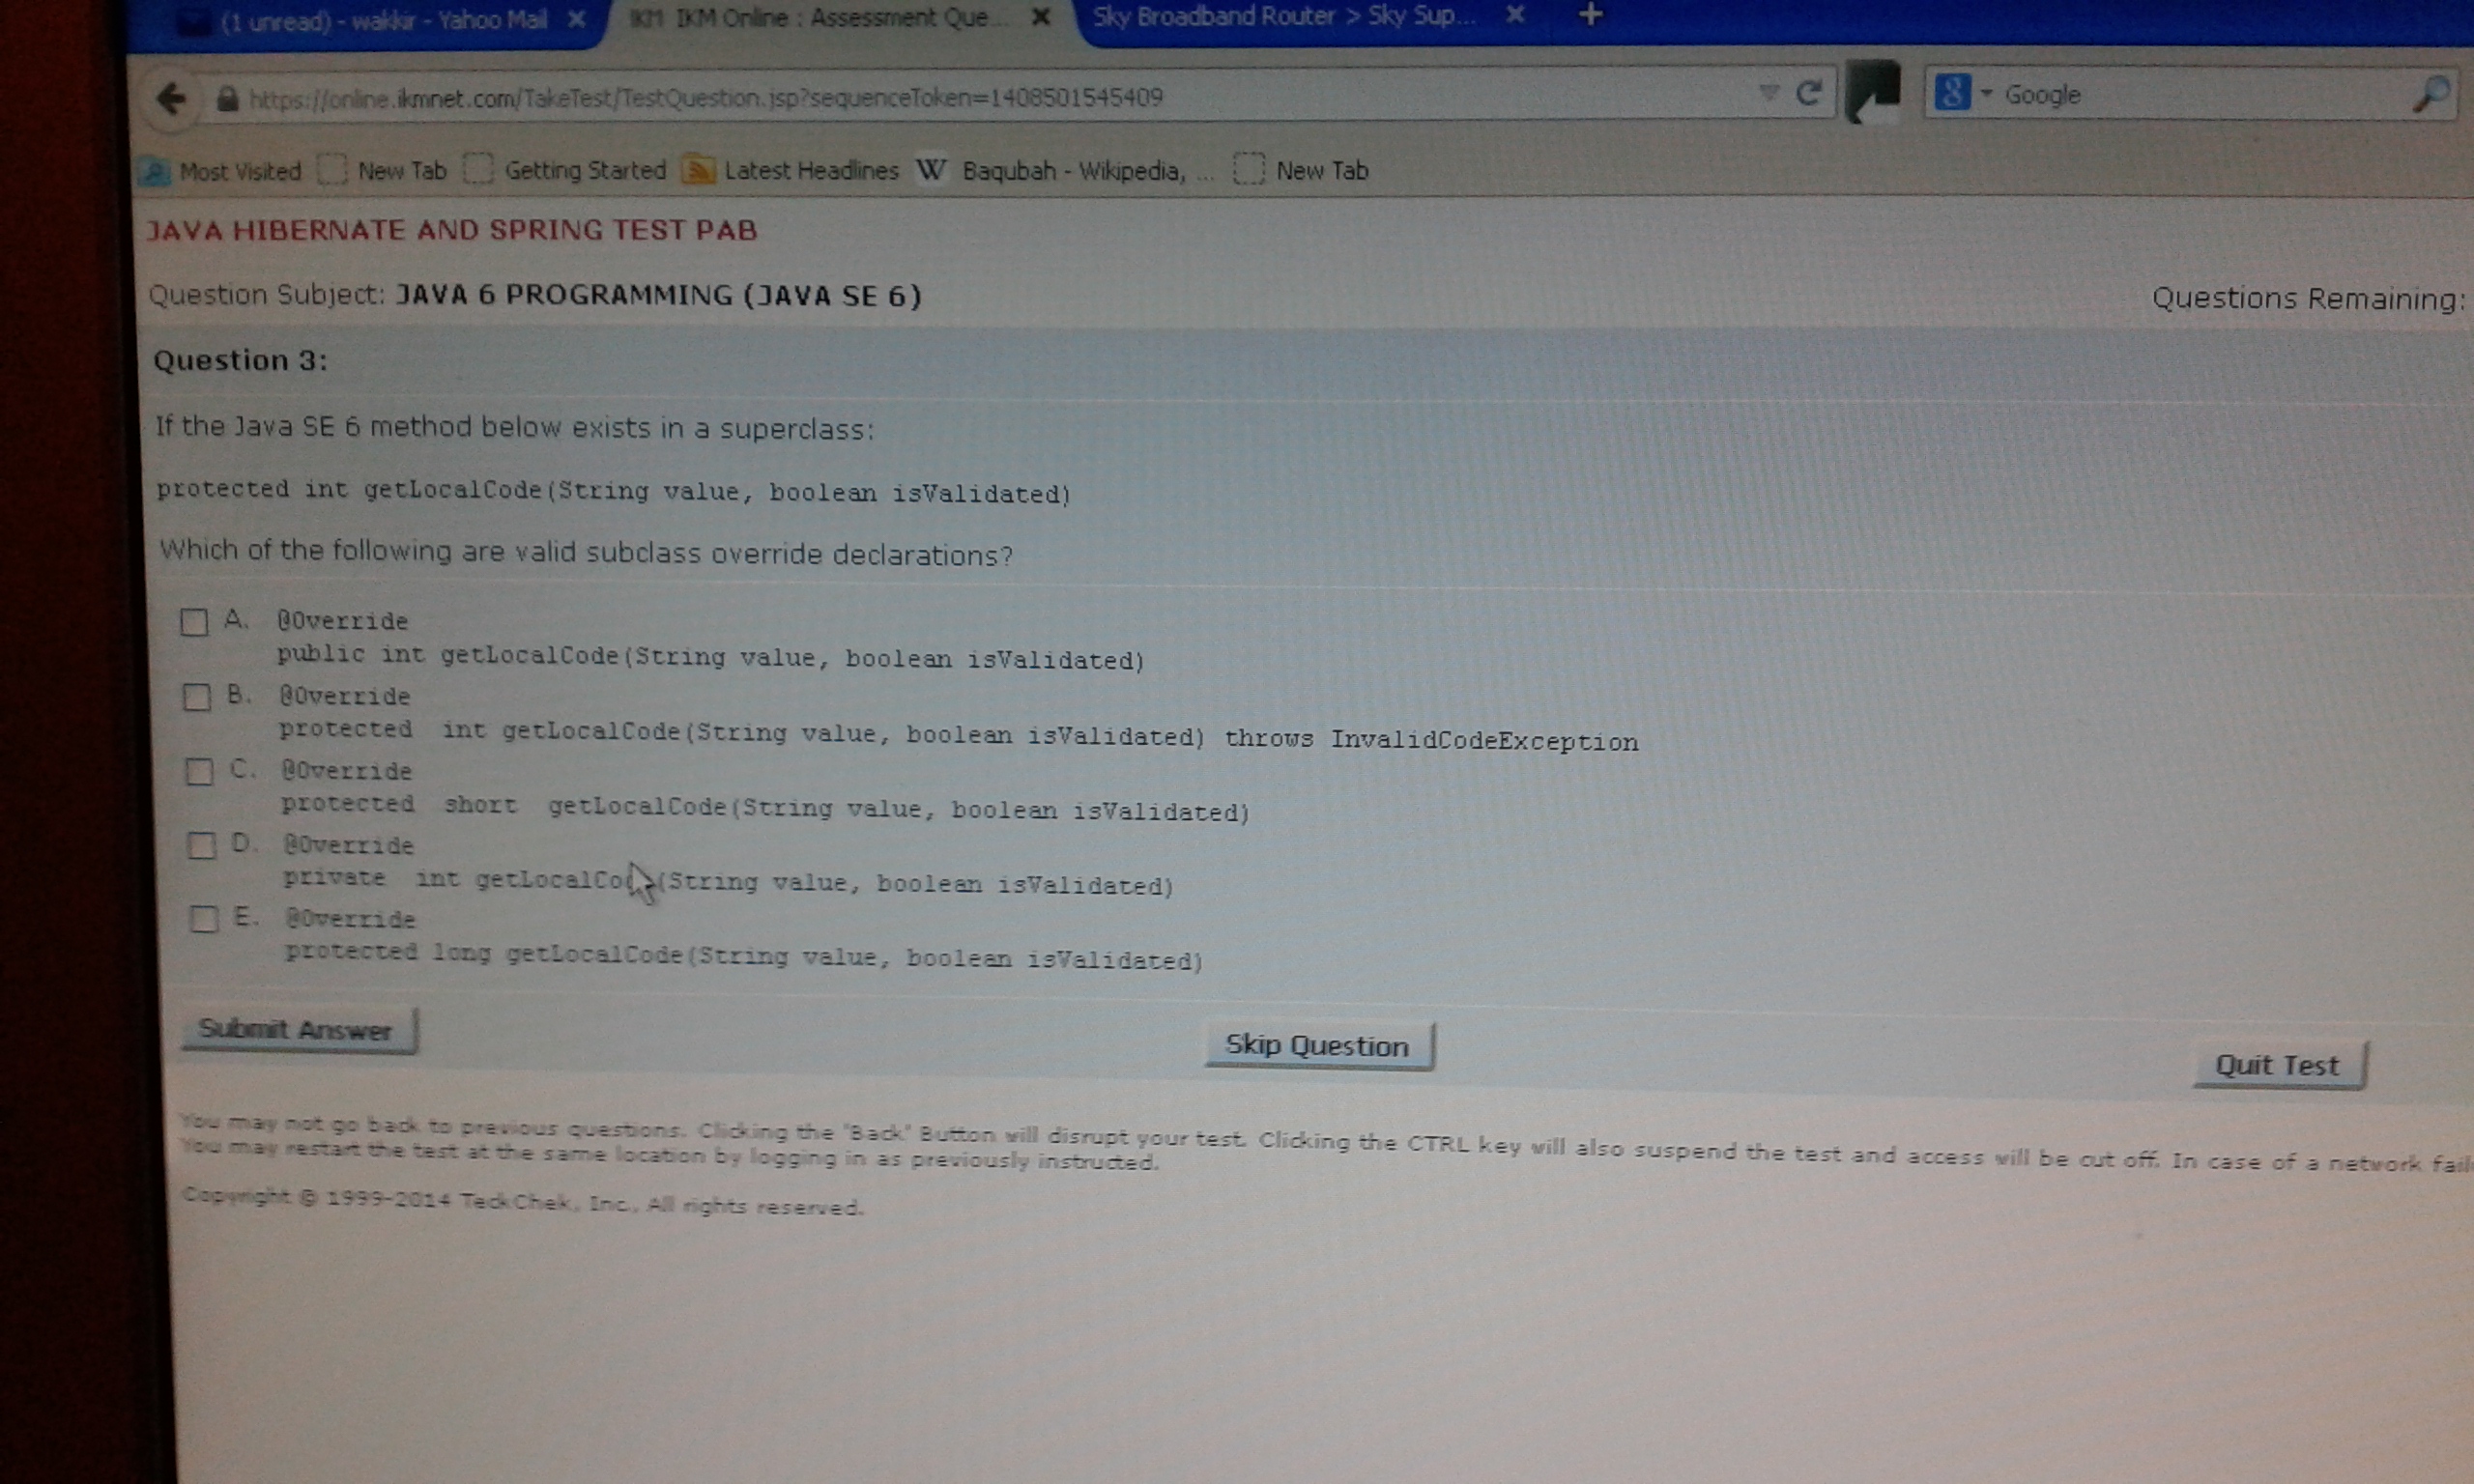 (1 unread) - wakkir - Yahoo Mail × IKM IKM Online : Assessment Que... × Sky Broadband Router > Sky Sup... × +
https://online.ikmnet.com/TakeTest/TestQuestion.jsp?sequenceToken=1408501545409 Google
Most Visited New Tab Getting Started Latest Headlines W Baqubah - Wikipedia, ... New Tab
JAVA HIBERNATE AND SPRING TEST PAB
Question Subject: JAVA 6 PROGRAMMING (JAVA SE 6) Questions Remaining:
Question 3:
If the Java SE 6 method below exists in a superclass:
protected int getLocalCode(String value, boolean isValidated)
Which of the following are valid subclass override declarations?
A. @Override
public int getLocalCode(String value, boolean isValidated)
B. @Override
protected int getLocalCode(String value, boolean isValidated) throws InvalidCodeException
C. @Override
protected short getLocalCode(String value, boolean isValidated)
D. @Override
private int getLocalCod(String value, boolean isValidated)
E. @Override
protected long getLocalCode(String value, boolean isValidated)
Submit Answer Skip Question Quit Test
You may not go back to previous questions. Clicking the "Back" Button will disrupt your test. Clicking the CTRL key will also suspend the test and access will be cut off. In case of a network fail
You may restart the test at the same location by logging in as previously instructed.
Copyright © 1999-2014 TeckChek, Inc., All rights reserved.